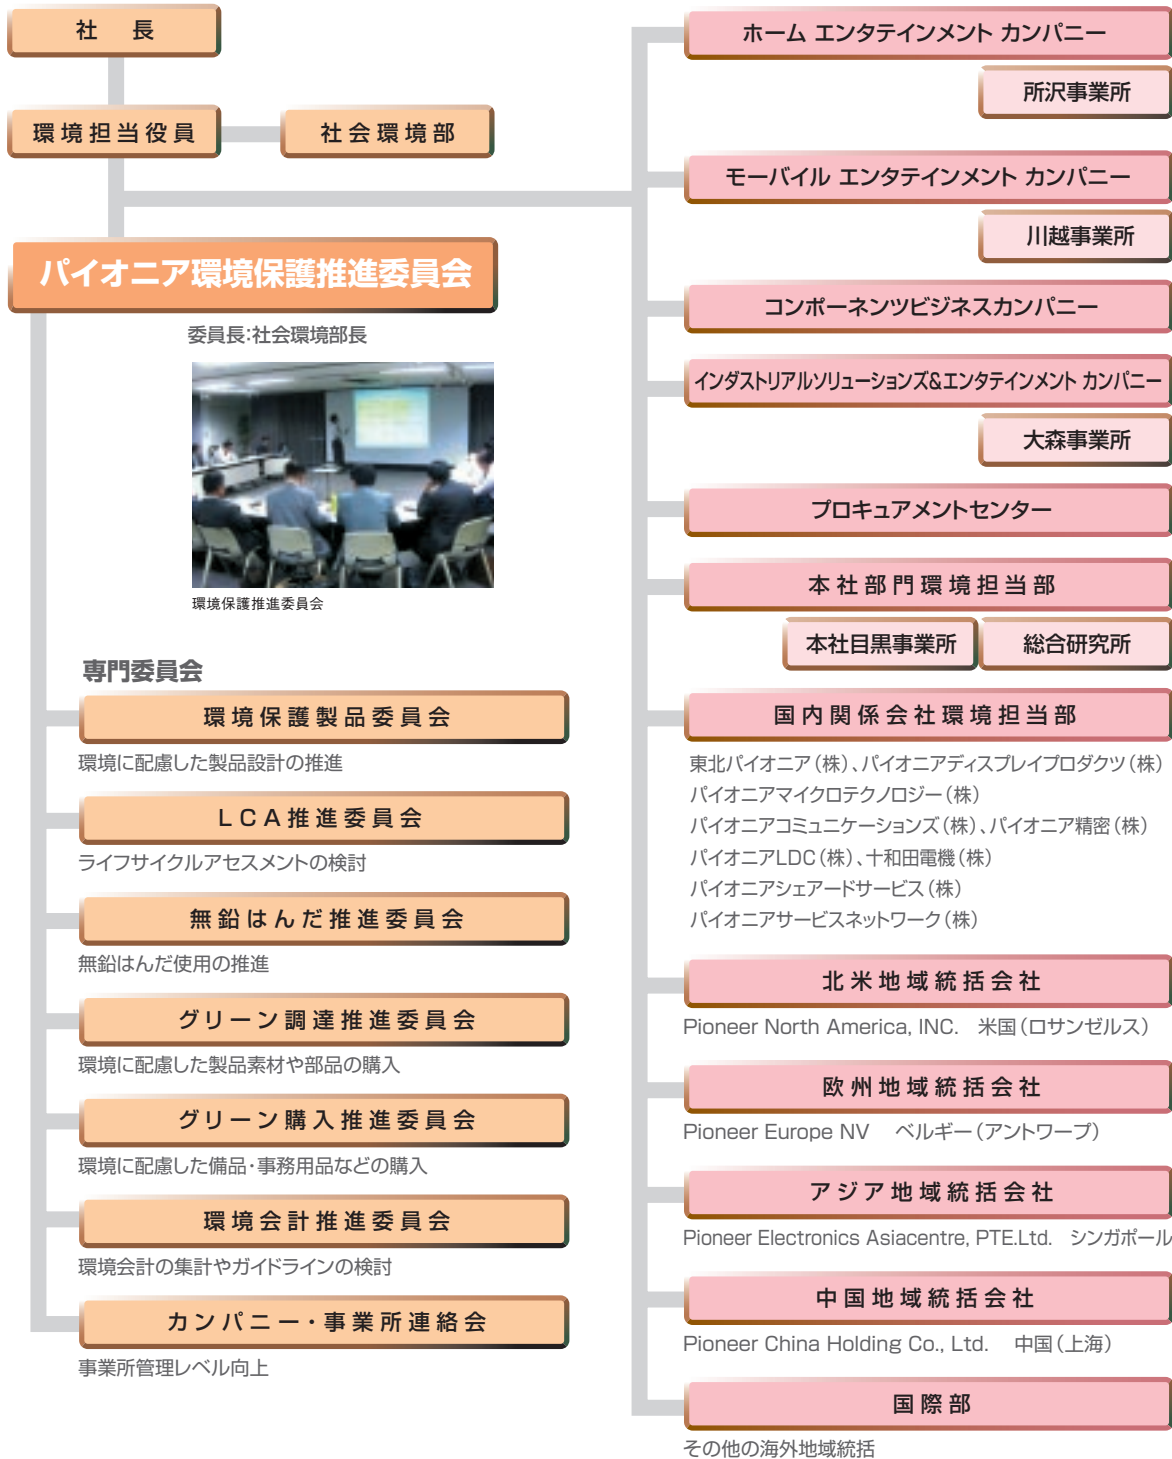 社 長
環境担当役員
社会環境部
パイオニア環境保護推進委員会
委員長:社会環境部長
環境保護推進委員会
専門委員会
環境保護製品委員会
環境に配慮した製品設計の推進
LCA推進委員会
ライフサイクルアセスメントの検討
無鉛はんだ推進委員会
無鉛はんだ使用の推進
グリーン調達推進委員会
環境に配慮した製品素材や部品の購入
グリーン購入推進委員会
環境に配慮した備品・事務用品などの購入
環境会計推進委員会
環境会計の集計やガイドラインの検討
カンパニー・事業所連絡会
事業所管理レベル向上
ホーム エンタテインメント カンパニー
所沢事業所
モーバイル エンタテインメント カンパニー
川越事業所
コンポーネンツビジネスカンパニー
インダストリアルソリューションズ&エンタテインメント カンパニー
大森事業所
プロキュアメントセンター
本社部門環境担当部
本社目黒事業所
総合研究所
国内関係会社環境担当部
東北パイオニア(株)、パイオニアディスプレイプロダクツ(株)
パイオニアマイクロテクノロジー(株)
パイオニアコミュニケーションズ(株)、パイオニア精密(株)
パイオニアLDC(株)、十和田電機(株)
パイオニアシェアードサービス(株)
パイオニアサービスネットワーク(株)
北米地域統括会社
Pioneer North America, INC. 米国(ロサンゼルス)
欧州地域統括会社
Pioneer Europe NV ベルギー(アントワープ)
アジア地域統括会社
Pioneer Electronics Asiacentre, PTE.Ltd. シンガポール
中国地域統括会社
Pioneer China Holding Co., Ltd. 中国(上海)
国際部
その他の海外地域統括